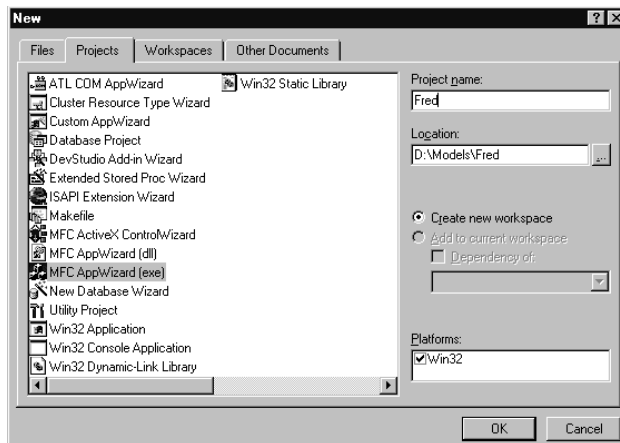 New
Files Projects Workspaces Other Documents
ATL COM AppWizard
Cluster Resource Type Wizard
Custom AppWizard
Database Project
DevStudio Add-in Wizard
Extended Stored Proc Wizard
ISAPI Extension Wizard
Makefile
MFC ActiveX ControlWizard
MFC AppWizard (dll)
MFC AppWizard (exe)
New Database Wizard
Utility Project
Win32 Application
Win32 Console Application
Win32 Dynamic-Link Library
Win32 Static Library
Project name:
Fred
Location:
D:\Models\Fred
...
Create new workspace
Add to current workspace
Dependency of:
Platforms:
Win32
OK Cancel